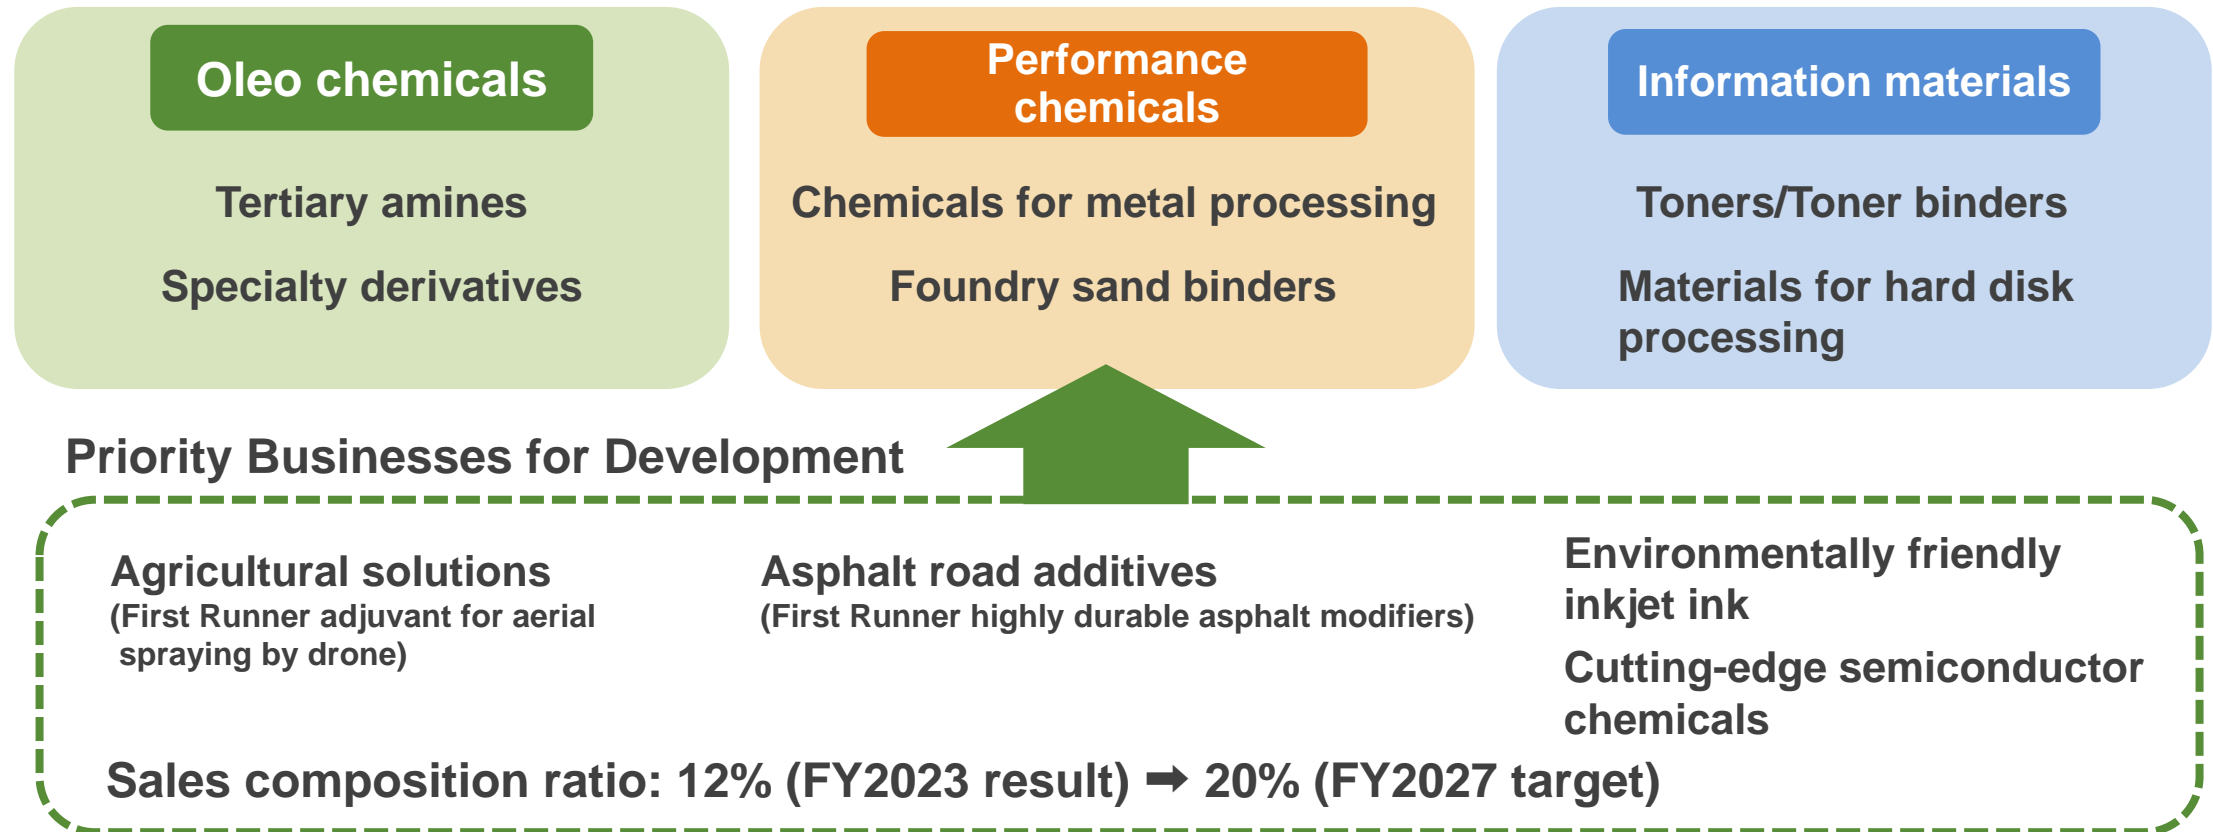 Oleo chemicals
Tertiary amines
Specialty derivatives
Performance
chemicals
Chemicals for metal processing
Foundry sand binders
Information materials
Toners/Toner binders
Materials for hard disk
processing
Priority Businesses for Development
Agricultural solutions
(First Runner adjuvant for aerial
spraying by drone)
Asphalt road additives
(First Runner highly durable asphalt modifiers)
Environmentally friendly
inkjet ink
Cutting-edge semiconductor
chemicals
Sales composition ratio: 12% (FY2023 result) ➡ 20% (FY2027 target)